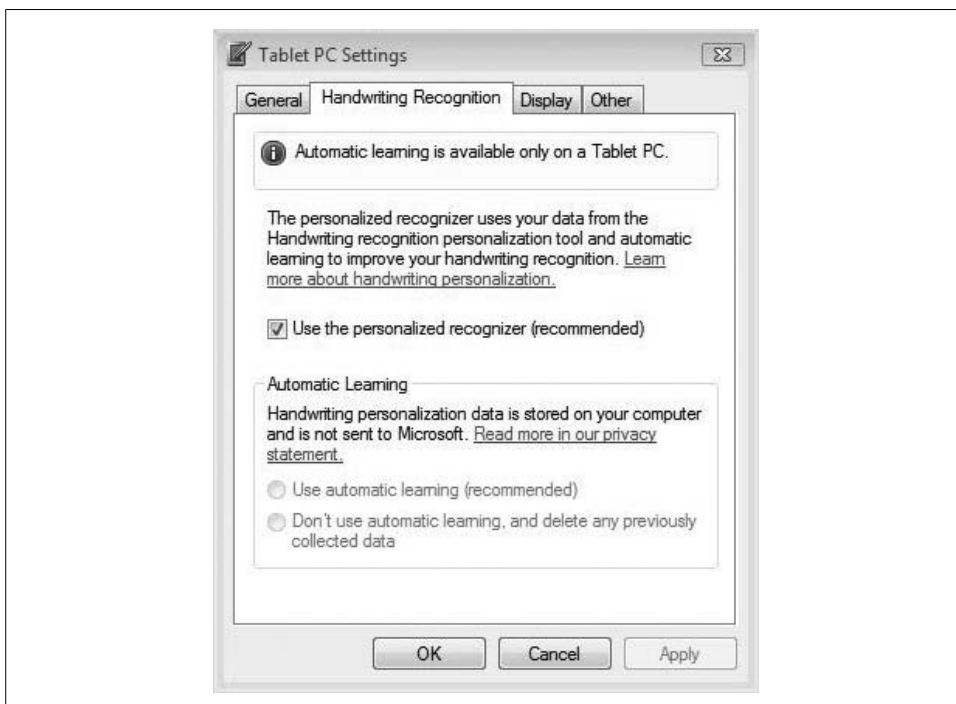 Tablet PC Settings
General Handwriting Recognition Display Other
Automatic learning is available only on a Tablet PC.
The personalized recognizer uses your data from the
Handwriting recognition personalization tool and automatic
learning to improve your handwriting recognition. Learn
more about handwriting personalization.
Use the personalized recognizer (recommended)
Automatic Learning
Handwriting personalization data is stored on your computer
and is not sent to Microsoft. Read more in our privacy
statement.
Use automatic learning (recommended)
Don't use automatic learning, and delete any previously
collected data
OK Cancel Apply